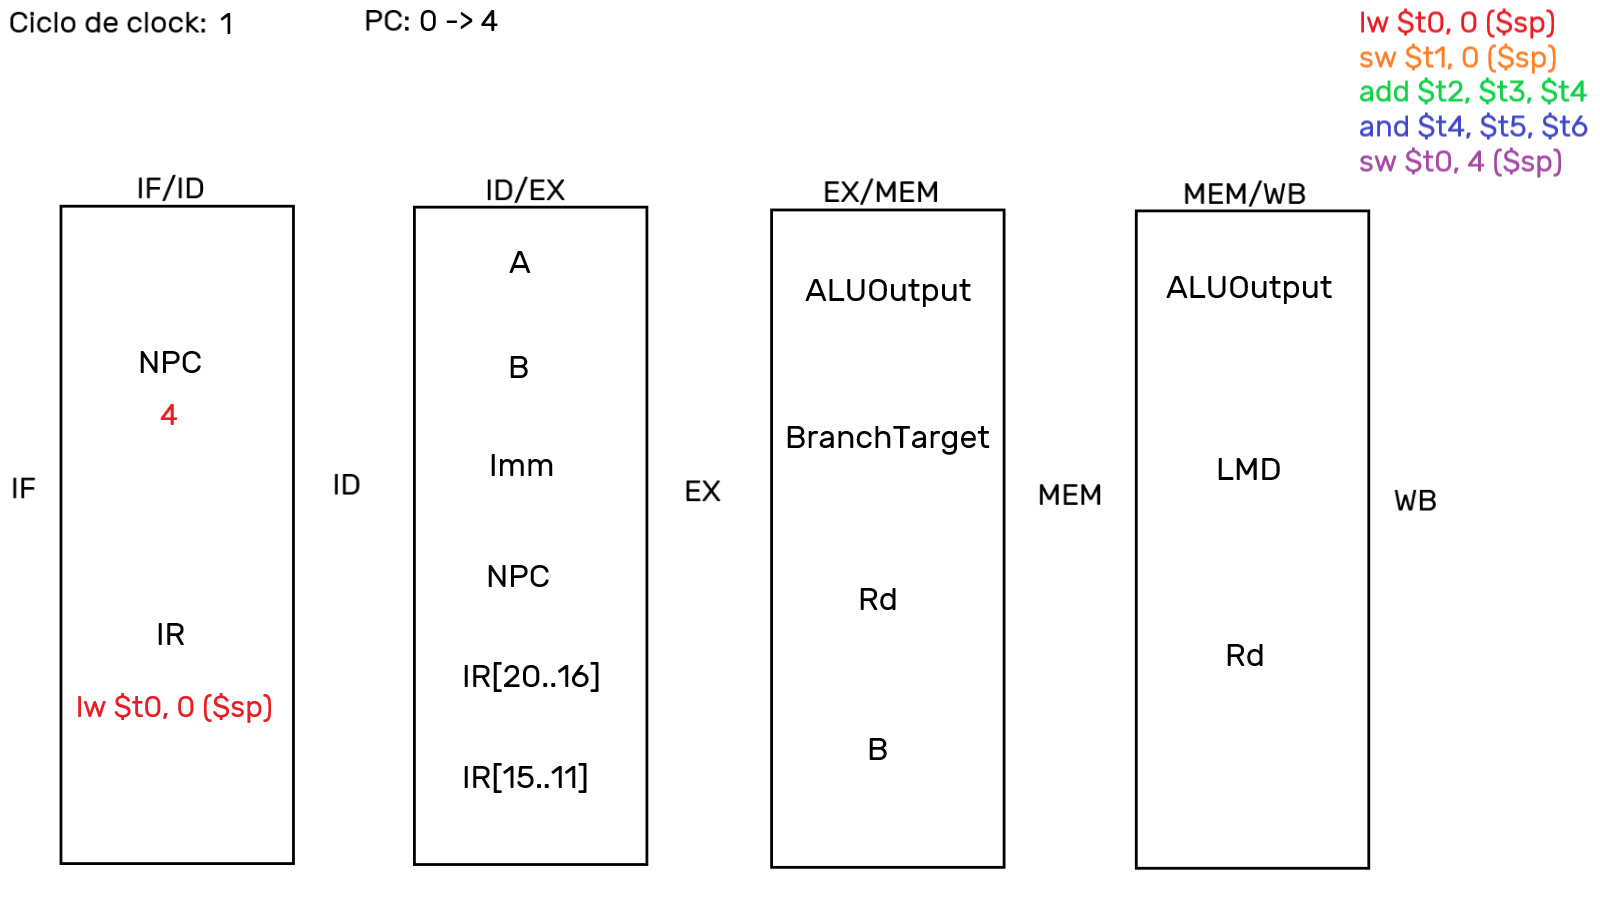 Ciclo de clock: 1
PC: 0 -> 4
lw $t0, 0 ($sp)
sw $t1, 0 ($sp)
add $t2, $t3, $t4
and $t4, $t5, $t6
sw $t0, 4 ($sp)
IF
IF/ID
NPC
4
IR
lw $t0, 0 ($sp)
ID
ID/EX
A
B
Imm
NPC
IR[20..16]
IR[15..11]
EX
EX/MEM
ALUOutput
BranchTarget
Rd
B
MEM
MEM/WB
ALUOutput
LMD
Rd
WB